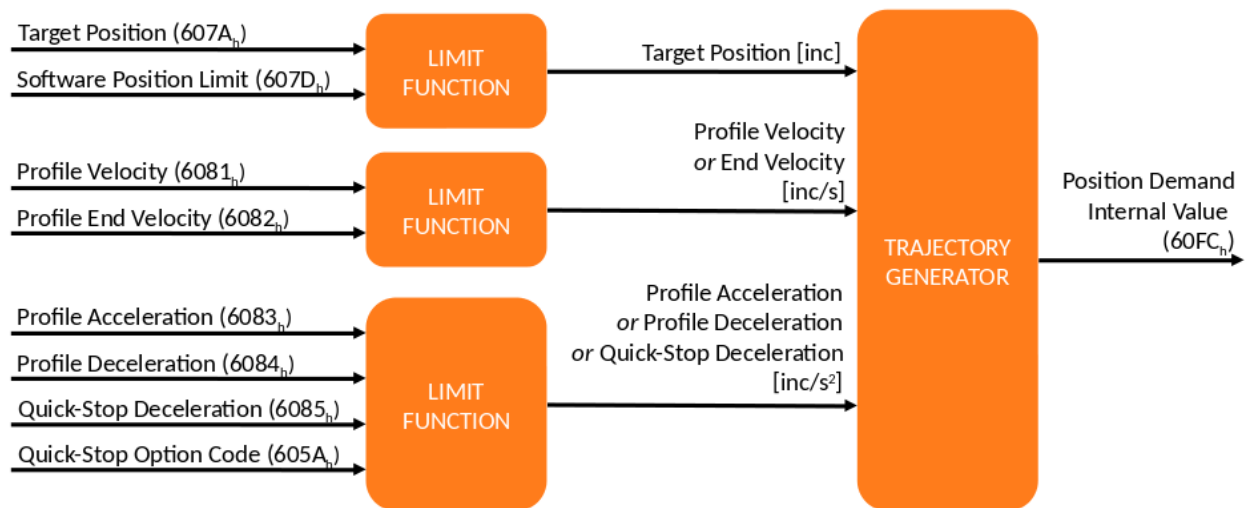 Target Position (607Ah)
Software Position Limit (607Dh)
LIMIT
FUNCTION
Target Position [inc]
Profile Velocity (6081h)
Profile End Velocity (6082h)
LIMIT
FUNCTION
Profile Velocity
or End Velocity
[inc/s]
Profile Acceleration (6083h)
Profile Deceleration (6084h)
Quick-Stop Deceleration (6085h)
Quick-Stop Option Code (605Ah)
LIMIT
FUNCTION
Profile Acceleration
or Profile Deceleration
or Quick-Stop Deceleration
[inc/s²]
TRAJECTORY
GENERATOR
Position Demand
Internal Value
(60FCh)